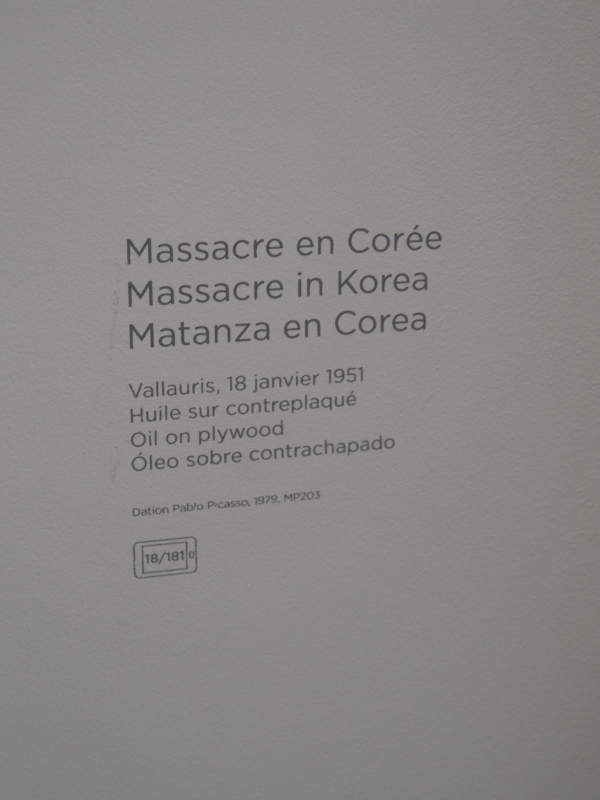 Massacre en Corée
Massacre in Korea
Matanza en Corea
Vallauris, 18 janvier 1951
Huile sur contreplaqué
Oil on plywood
Óleo sobre contrachapado
Dation Pablo Picasso, 1979, MP203
18/181